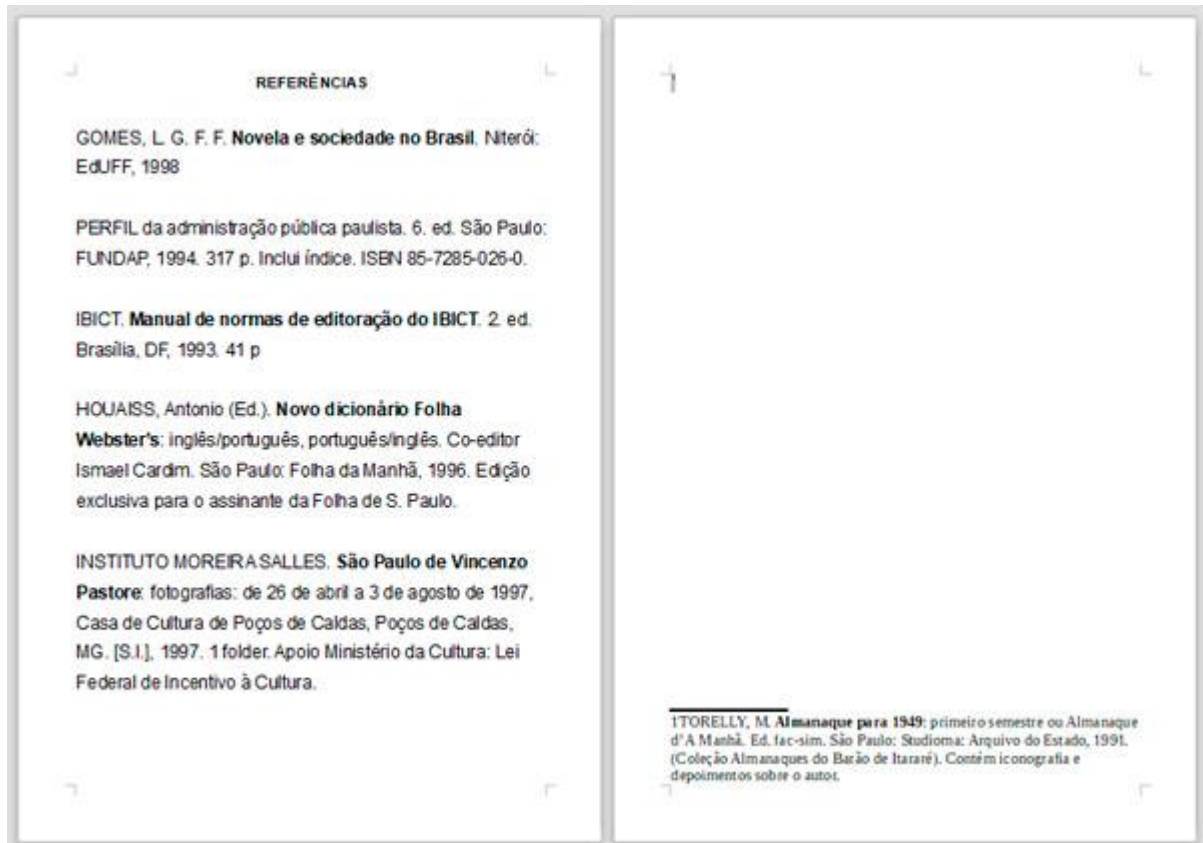 REFERÊNCIAS
GOMES, L. G. F. F. Novela e sociedade no Brasil. Niterói:
EdUFF, 1998
PERFIL da administração pública paulista. 6. ed. São Paulo:
FUNDAP, 1994. 317 p. Inclui índice. ISBN 85-7285-026-0.
IBICT. Manual de normas de editoração do IBICT. 2. ed.
Brasília, DF, 1993. 41 p
HOUAISS, Antonio (Ed.). Novo dicionário Folha
Webster's: inglês/português, português/inglês. Co-editor
Ismael Cardim. São Paulo: Folha da Manhã, 1996. Edição
exclusiva para o assinante da Folha de S. Paulo.
INSTITUTO MOREIRA SALLES. São Paulo de Vincenzo
Pastore: fotografias: de 26 de abril a 3 de agosto de 1997,
Casa de Cultura de Poços de Caldas, Poços de Caldas,
MG. [S.I.], 1997. 1 folder. Apoio Ministério da Cultura: Lei
Federal de Incentivo à Cultura.
1
1TORELLY, M. Almanaque para 1949: primeiro semestre ou Almanaque
d'A Manhã. Ed. fac-sim. São Paulo: Studioma: Arquivo do Estado, 1991.
(Coleção Almanaques do Barão de Itararé). Contém iconografia e
depoimentos sobre o autor.